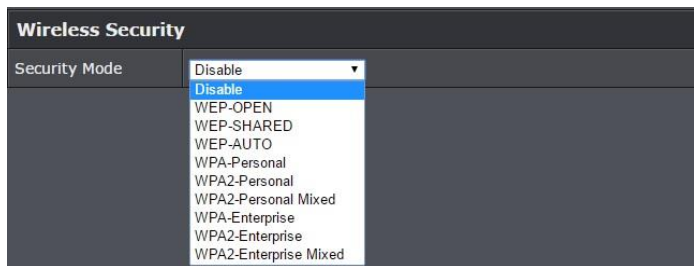 Wireless Security
Security Mode
Disable
Disable
WEP-OPEN
WEP-SHARED
WEP-AUTO
WPA-Personal
WPA2-Personal
WPA2-Personal Mixed
WPA-Enterprise
WPA2-Enterprise
WPA2-Enterprise Mixed